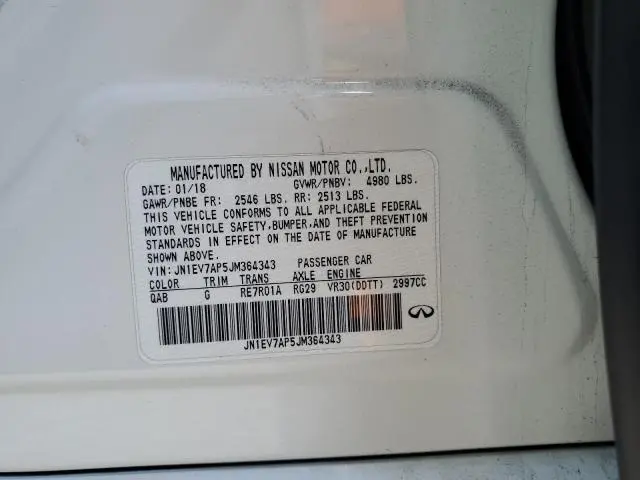 MANUFACTURED BY NISSAN MOTOR CO.,LTD.
DATE: 01/18 GVWR/PNBV: 4980 LBS.
GAWR/PNBE FR: 2546 LBS. RR: 2513 LBS.
THIS VEHICLE CONFORMS TO ALL APPLICABLE FEDERAL
MOTOR VEHICLE SAFETY,BUMPER,AND THEFT PREVENTION
STANDARDS IN EFFECT ON THE DATE OF MANUFACTURE
SHOWN ABOVE.
VIN: JN1EV7AP5JM364343 PASSENGER CAR
COLOR TRIM TRANS AXLE ENGINE
QAB G RE7R01A RG29 VR30(DDTT) 2997CC
JN1EV7AP5JM364343